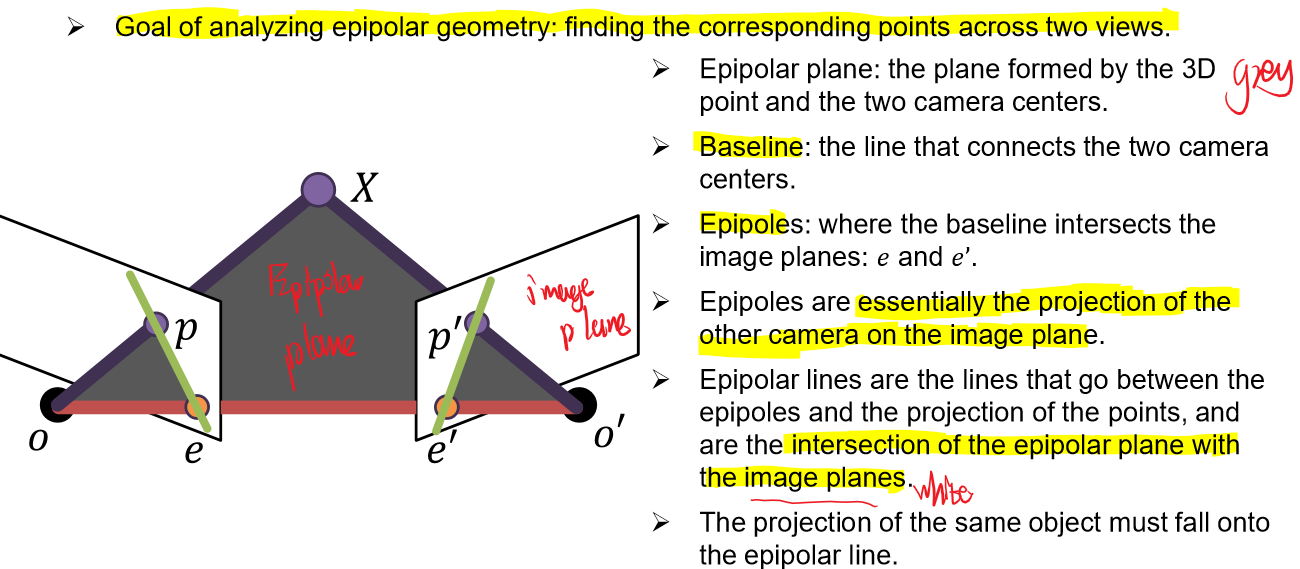 ➢ Goal of analyzing epipolar geometry: finding the corresponding points across two views.
➢ Epipolar plane: the plane formed by the 3D
point and the two camera centers.
grey
➢ Baseline: the line that connects the two camera
centers.
➢ Epipoles: where the baseline intersects the
image planes: e and e’.
➢ Epipoles are essentially the projection of the
other camera on the image plane.
➢ Epipolar lines are the lines that go between the
epipoles and the projection of the points, and
are the intersection of the epipolar plane with
the image planes.
white
➢ The projection of the same object must fall onto
the epipolar line.
X
Epipolar
plane
image
plane
p
p′
o
e
e′
o′